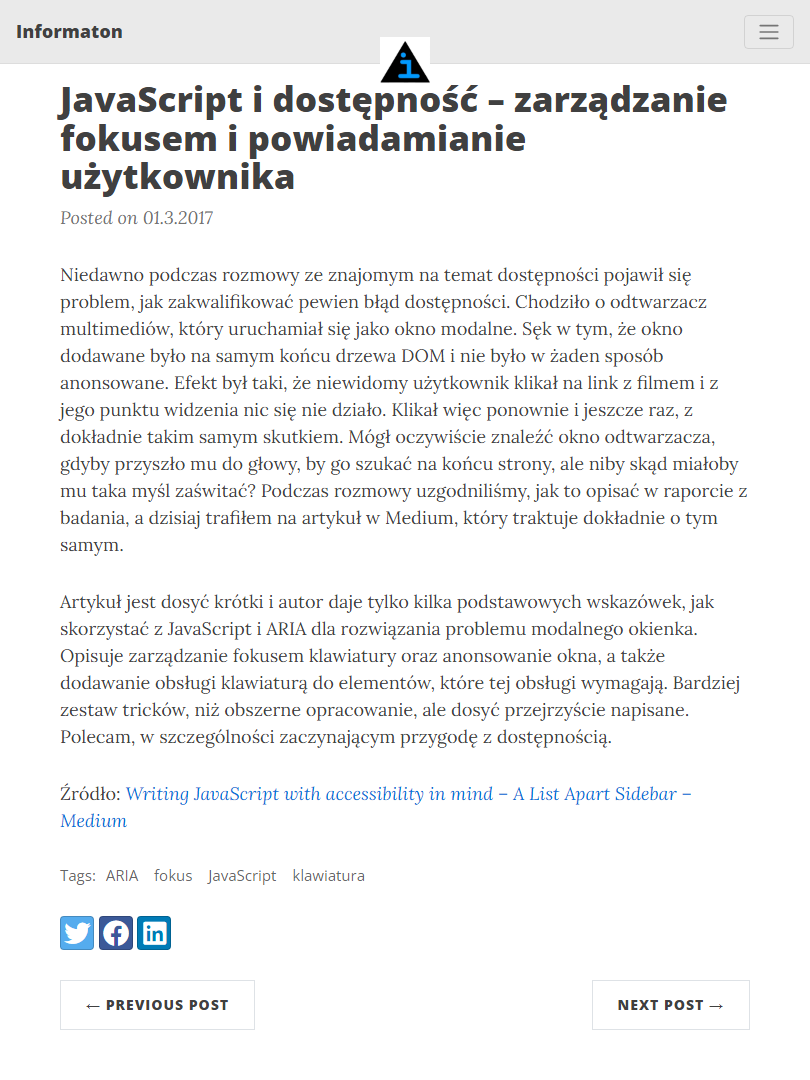 Informaton
i
JavaScript i dostępność – zarządzanie
fokusem i powiadamianie
użytkownika
Posted on 01.3.2017
Niedawno podczas rozmowy ze znajomym na temat dostępności pojawił się
problem, jak zakwalifikować pewien błąd dostępności. Chodziło o odtwarzacz
multimediów, który uruchamiał się jako okno modalne. Sęk w tym, że okno
dodawane było na samym końcu drzewa DOM i nie było w żaden sposób
anonsowane. Efekt był taki, że niewidomy użytkownik klikał na link z filmem i z
jego punktu widzenia nic się nie działo. Klikał więc ponownie i jeszcze raz, z
dokładnie takim samym skutkiem. Mógł oczywiście znaleźć okno odtwarzacza,
gdyby przyszło mu do głowy, by go szukać na końcu strony, ale niby skąd miałoby
mu taka myśl zaświtać? Podczas rozmowy uzgodniliśmy, jak to opisać w raporcie z
badania, a dzisiaj trafiłem na artykuł w Medium, który traktuje dokładnie o tym
samym.
Artykuł jest dosyć krótki i autor daje tylko kilka podstawowych wskazówek, jak
skorzystać z JavaScript i ARIA dla rozwiązania problemu modalnego okienka.
Opisuje zarządzanie fokusem klawiatury oraz anonsowanie okna, a także
dodawanie obsługi klawiaturą do elementów, które tej obsługi wymagają. Bardziej
zestaw tricków, niż obszerne opracowanie, ale dosyć przejrzyście napisane.
Polecam, w szczególności zaczynającym przygodę z dostępnością.
Źródło: Writing JavaScript with accessibility in mind – A List Apart Sidebar –
Medium
Tags: ARIA fokus JavaScript klawiatura
← PREVIOUS POST NEXT POST →